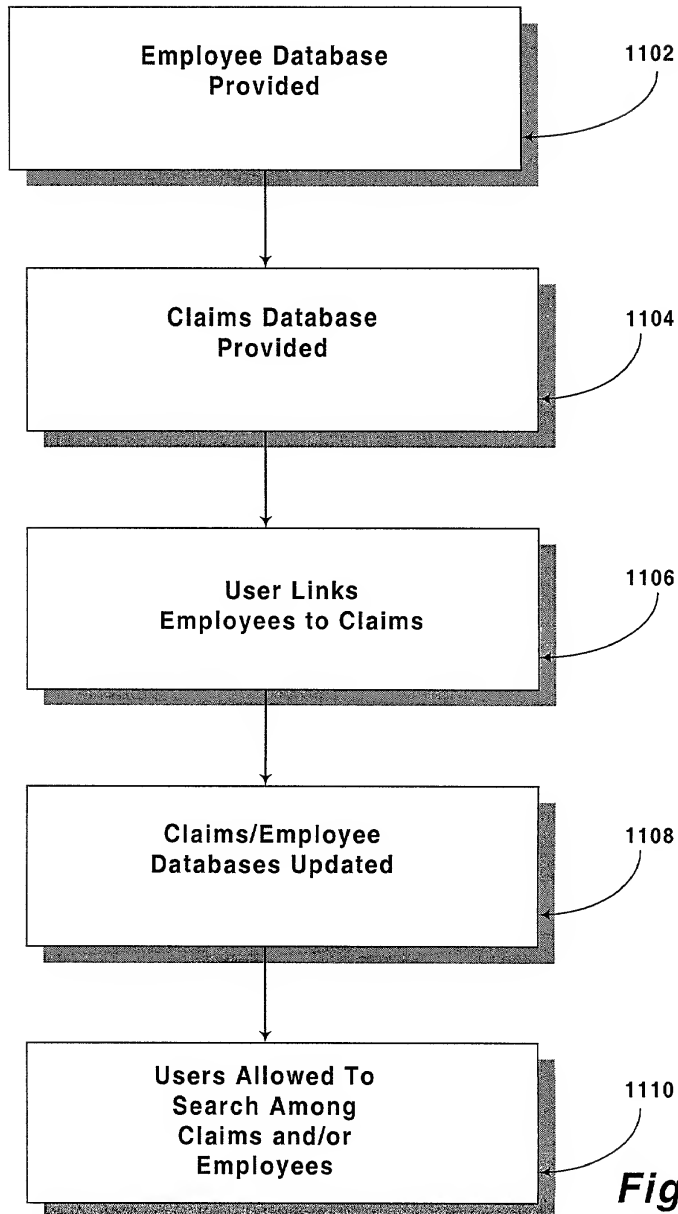 Employee Database
Provided
1102
Claims Database
Provided
1104
User Links
Employees to Claims
1106
Claims/Employee
Databases Updated
1108
Users Allowed To
Search Among
Claims and/or
Employees
1110
Fig